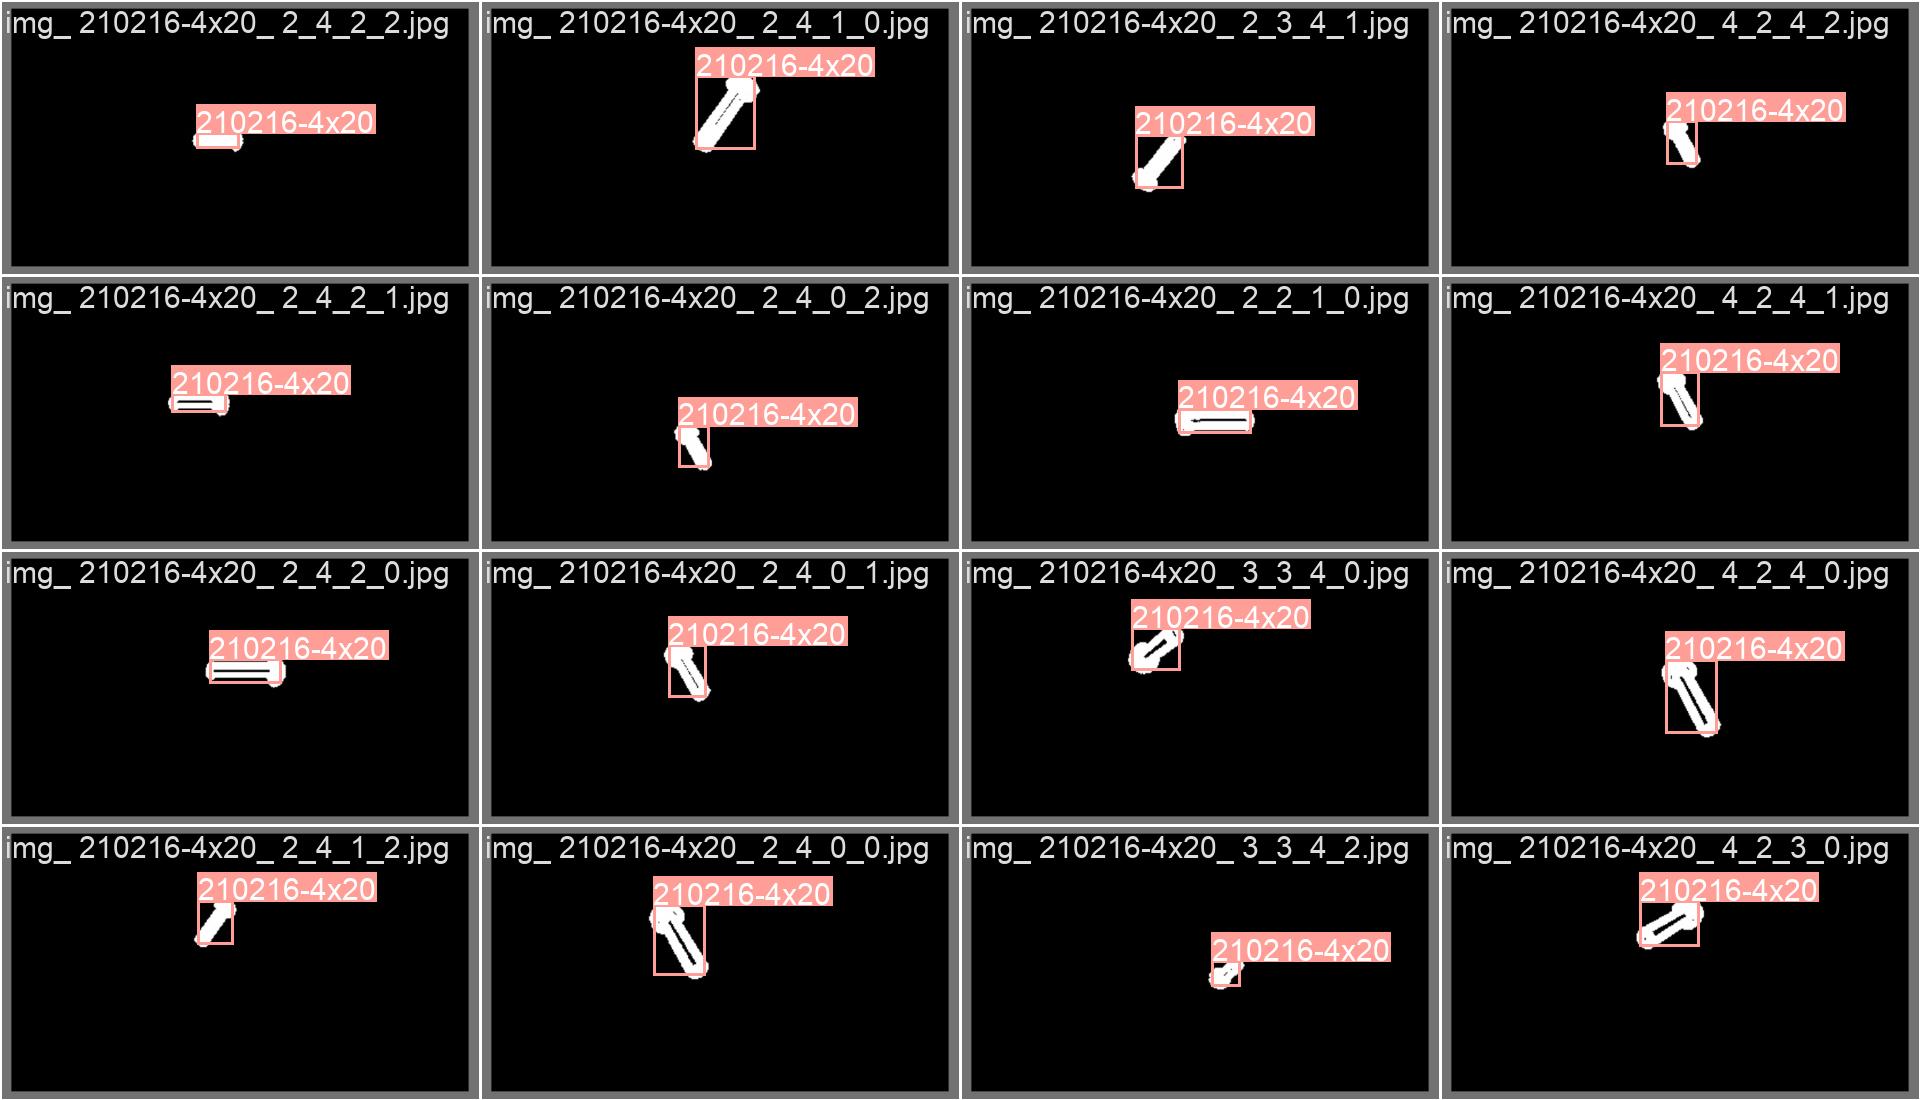 img_ 210216-4x20_ 2_4_2_2.jpg
210216-4x20
img_ 210216-4x20_ 2_4_1_0.jpg
210216-4x20
img_ 210216-4x20_ 2_3_4_1.jpg
210216-4x20
img_ 210216-4x20_ 4_2_4_2.jpg
210216-4x20
img_ 210216-4x20_ 2_4_2_1.jpg
210216-4x20
img_ 210216-4x20_ 2_4_0_2.jpg
210216-4x20
img_ 210216-4x20_ 2_2_1_0.jpg
210216-4x20
img_ 210216-4x20_ 4_2_4_1.jpg
210216-4x20
img_ 210216-4x20_ 2_4_2_0.jpg
210216-4x20
img_ 210216-4x20_ 2_4_0_1.jpg
210216-4x20
img_ 210216-4x20_ 3_3_4_0.jpg
210216-4x20
img_ 210216-4x20_ 4_2_4_0.jpg
210216-4x20
img_ 210216-4x20_ 2_4_1_2.jpg
210216-4x20
img_ 210216-4x20_ 2_4_0_0.jpg
210216-4x20
img_ 210216-4x20_ 3_3_4_2.jpg
210216-4x20
img_ 210216-4x20_ 4_2_3_0.jpg
210216-4x20